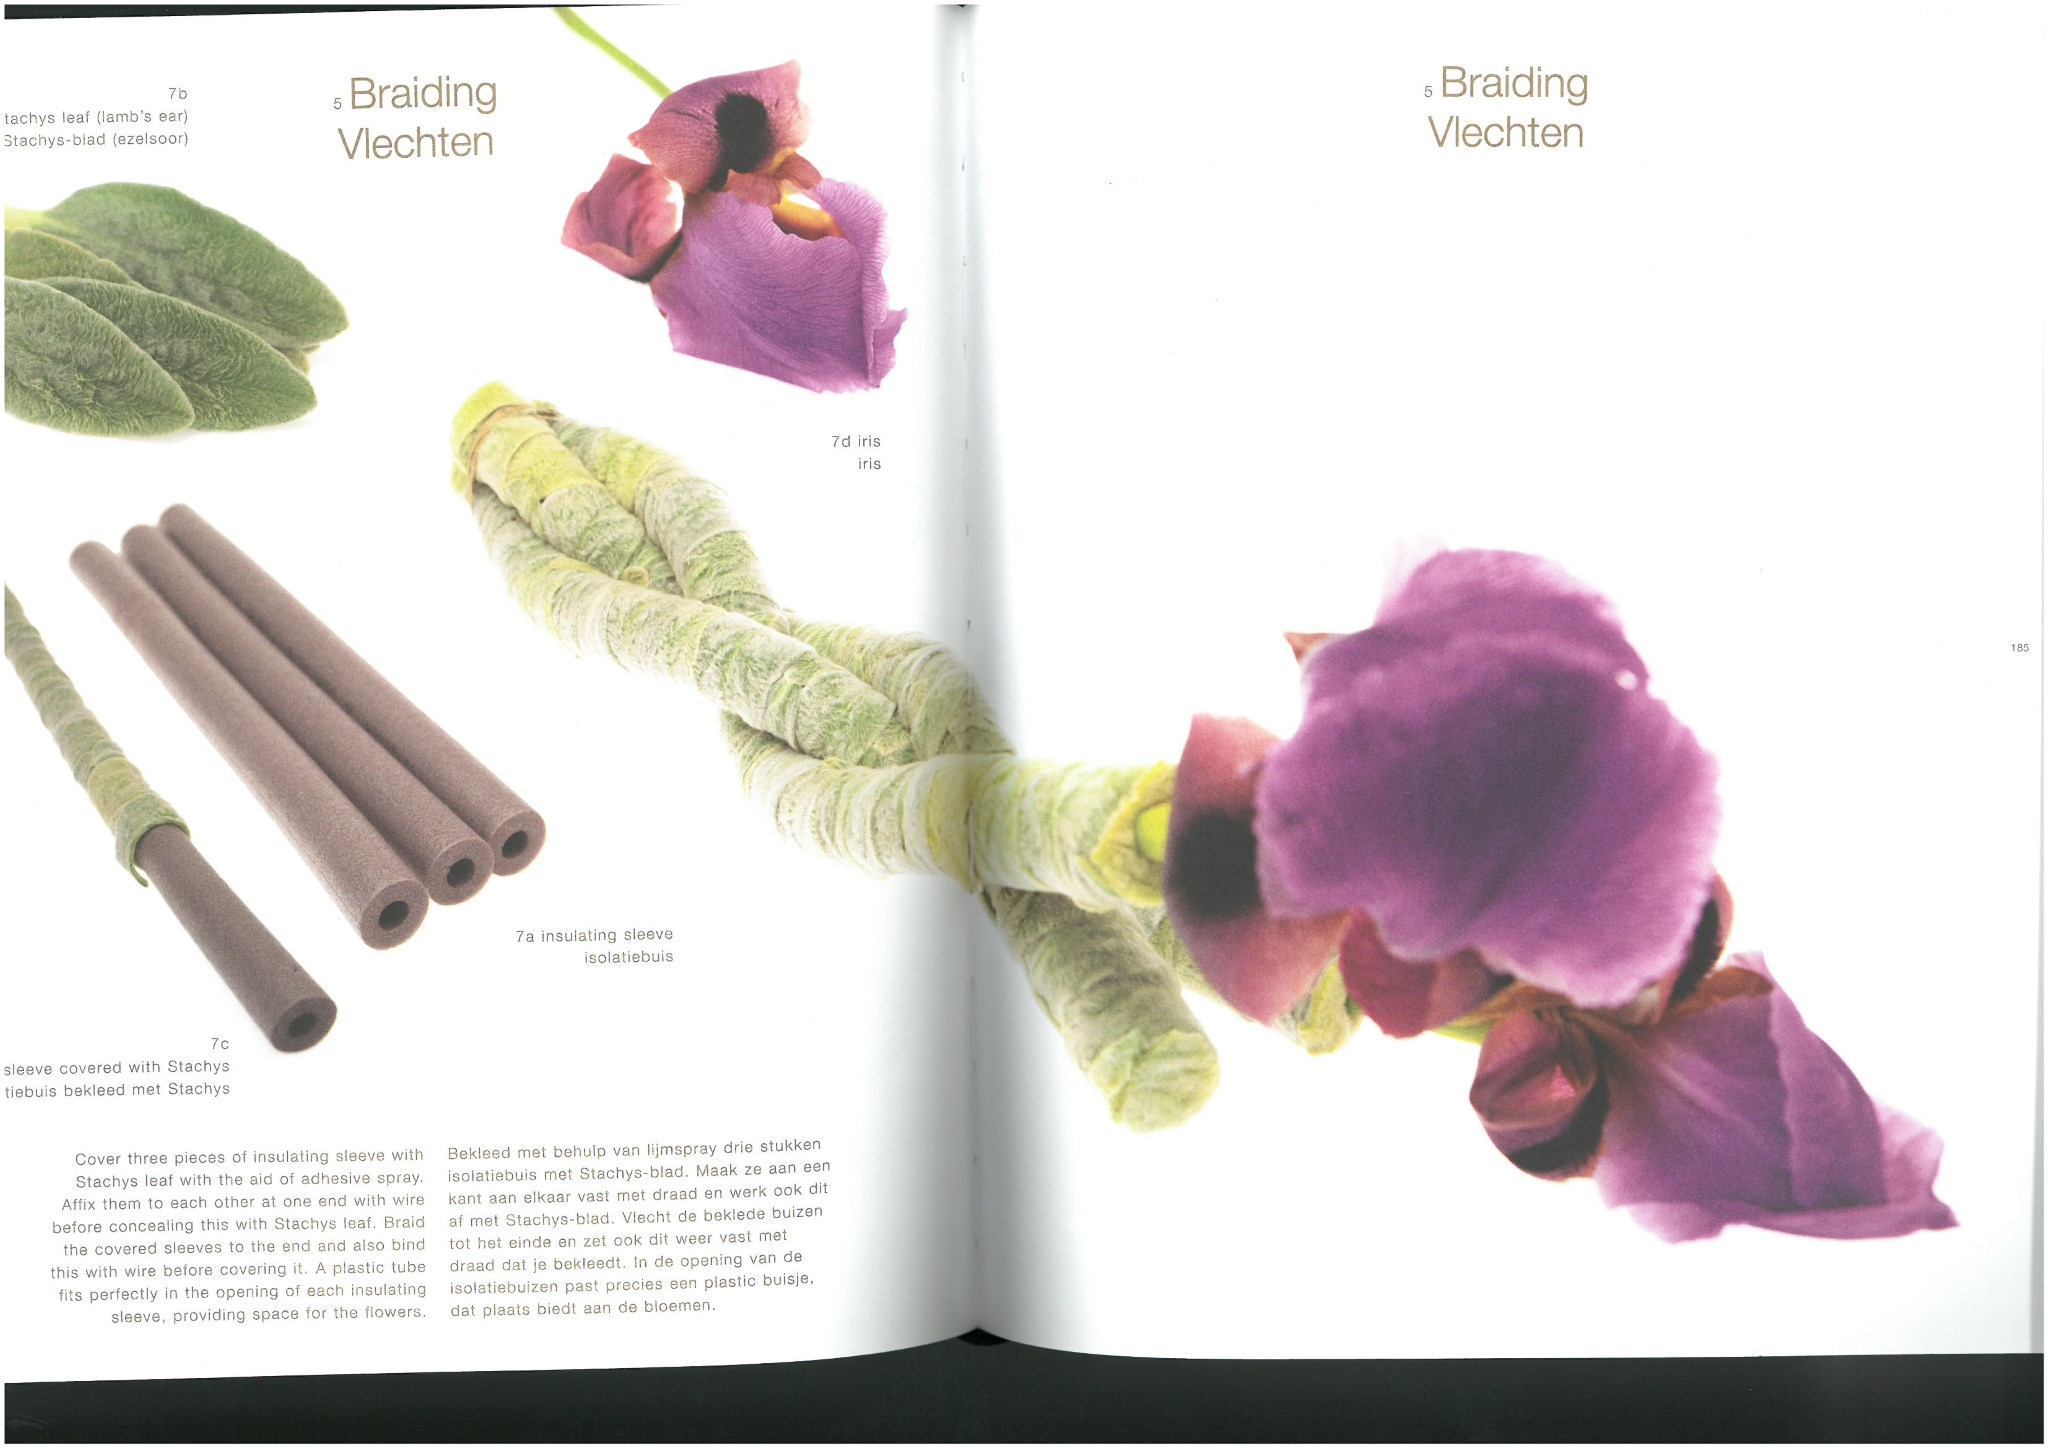 7b
tachys leaf (lamb's ear)
Stachys-blad (ezelsoor)
5 Braiding
Vlechten
7d iris
iris
7a insulating sleeve
isolatiebuis
7c
sleeve covered with Stachys
tiebuis bekleed met Stachys
Cover three pieces of insulating sleeve with
Stachys leaf with the aid of adhesive spray.
Affix them to each other at one end with wire
before concealing this with Stachys leaf. Braid
the covered sleeves to the end and also bind
this with wire before covering it. A plastic tube
fits perfectly in the opening of each insulating
sleeve, providing space for the flowers.
Bekleed met behulp van lijmspray drie stukken
isolatiebuis met Stachys-blad. Maak ze aan een
kant aan elkaar vast met draad en werk ook dit
af met Stachys-blad. Vlecht de beklede buizen
tot het einde en zet ook dit weer vast met
draad dat je bekleedt. In de opening van de
isolatiebuizen past precies een plastic buisje,
dat plaats biedt aan de bloemen.
5 Braiding
Vlechten
185